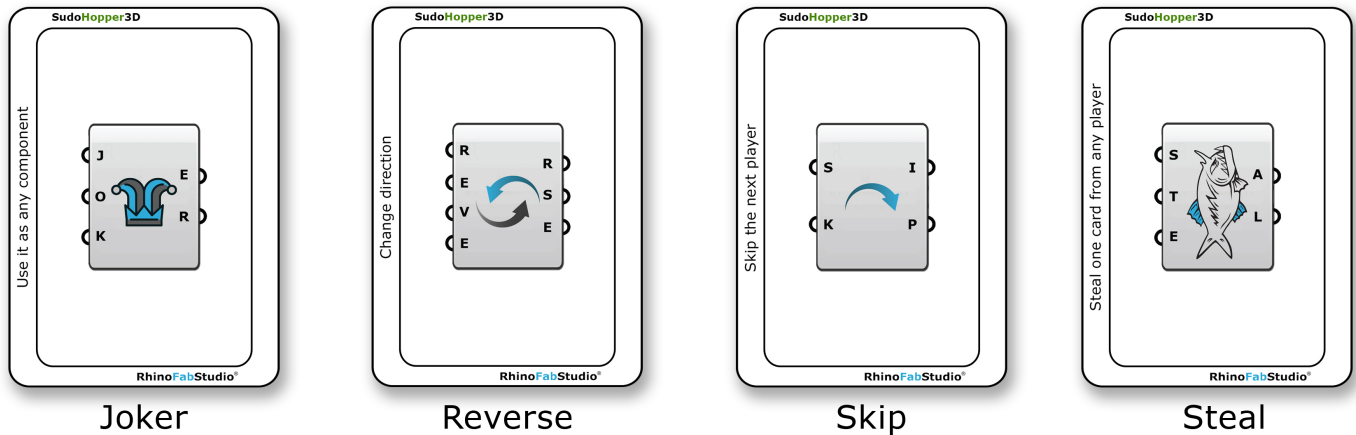 SudoHopper3D
Use it as any component
J
O
K
E
R
RhinoFabStudio®
Joker
SudoHopper3D
Change direction
R
E
V
E
R
S
E
RhinoFabStudio®
Reverse
SudoHopper3D
Skip the next player
S
K
I
P
RhinoFabStudio®
Skip
SudoHopper3D
Steal one card from any player
S
T
E
A
L
RhinoFabStudio®
Steal